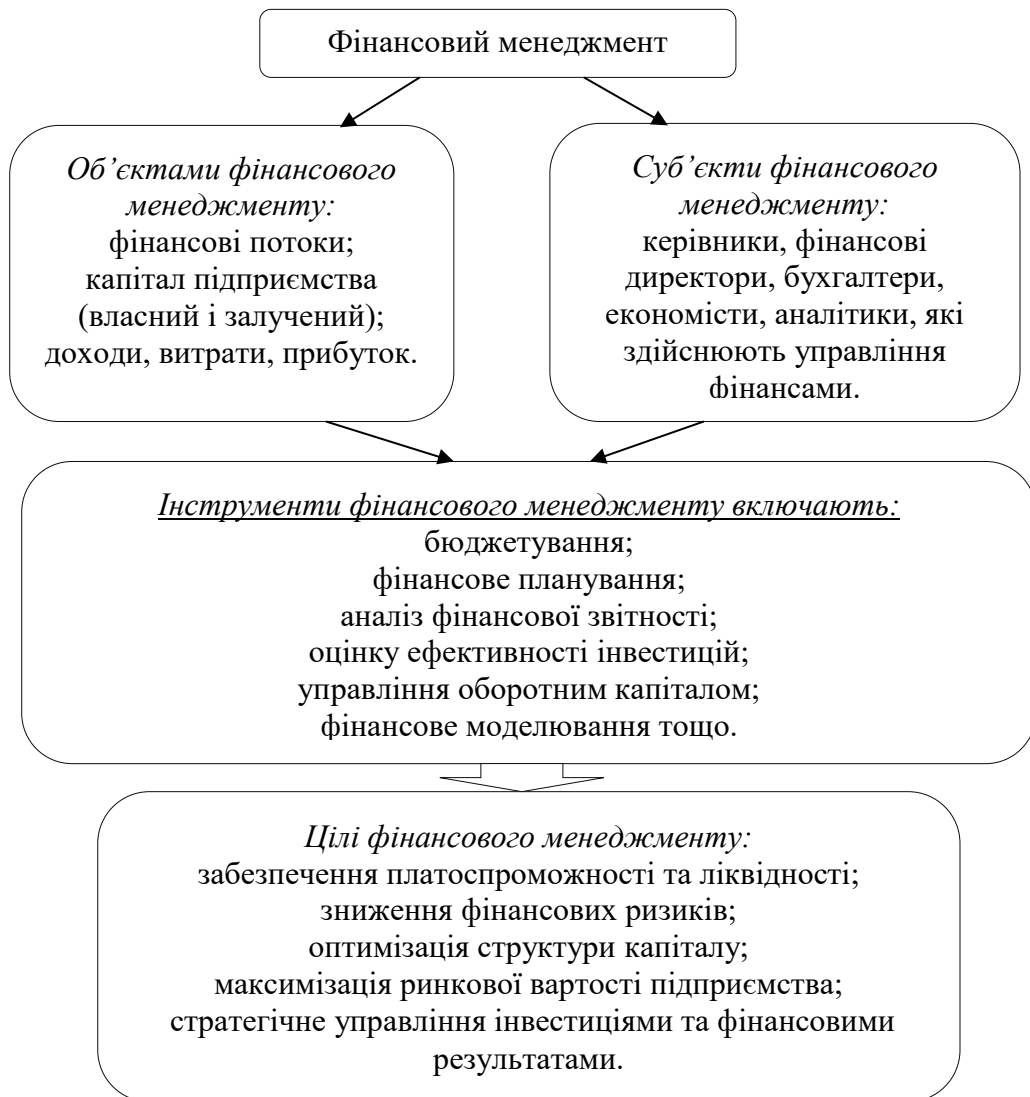 Фінансовий менеджмент
Об’єктами фінансового
менеджменту:
фінансові потоки;
капітал підприємства
(власний і залучений);
доходи, витрати, прибуток.
Суб’єкти фінансового
менеджменту:
керівники, фінансові
директори, бухгалтери,
економісти, аналітики, які
здійснюють управління
фінансами.
Інструменти фінансового менеджменту включають:
бюджетування;
фінансове планування;
аналіз фінансової звітності;
оцінку ефективності інвестицій;
управління оборотним капіталом;
фінансове моделювання тощо.
Цілі фінансового менеджменту:
забезпечення платоспроможності та ліквідності;
зниження фінансових ризиків;
оптимізація структури капіталу;
максимізація ринкової вартості підприємства;
стратегічне управління інвестиціями та фінансовими
результатами.